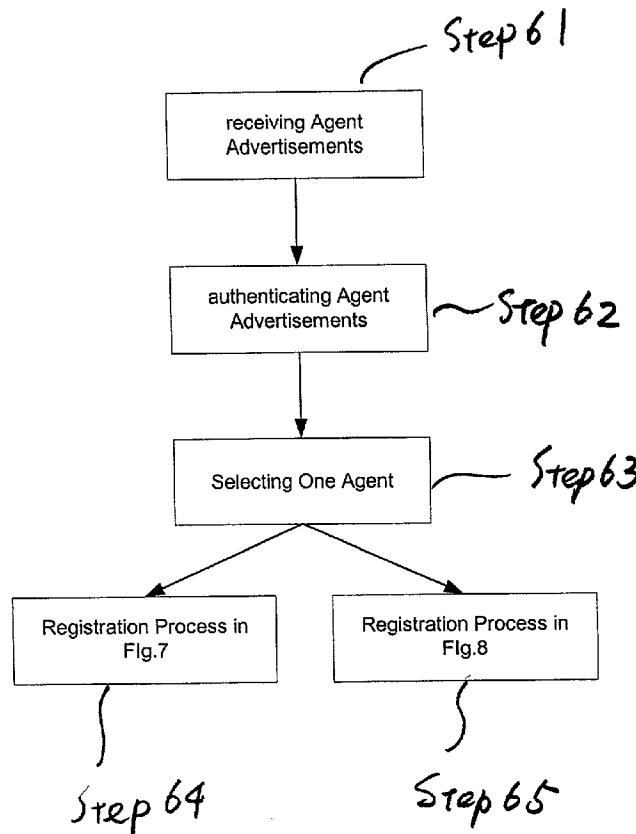 Step 61
receiving Agent
Advertisements
authenticating Agent
Advertisements
Step 62
Selecting One Agent
Step 63
Registration Process in
FIg.7
Registration Process in
FIg.8
Step 64
Step 65